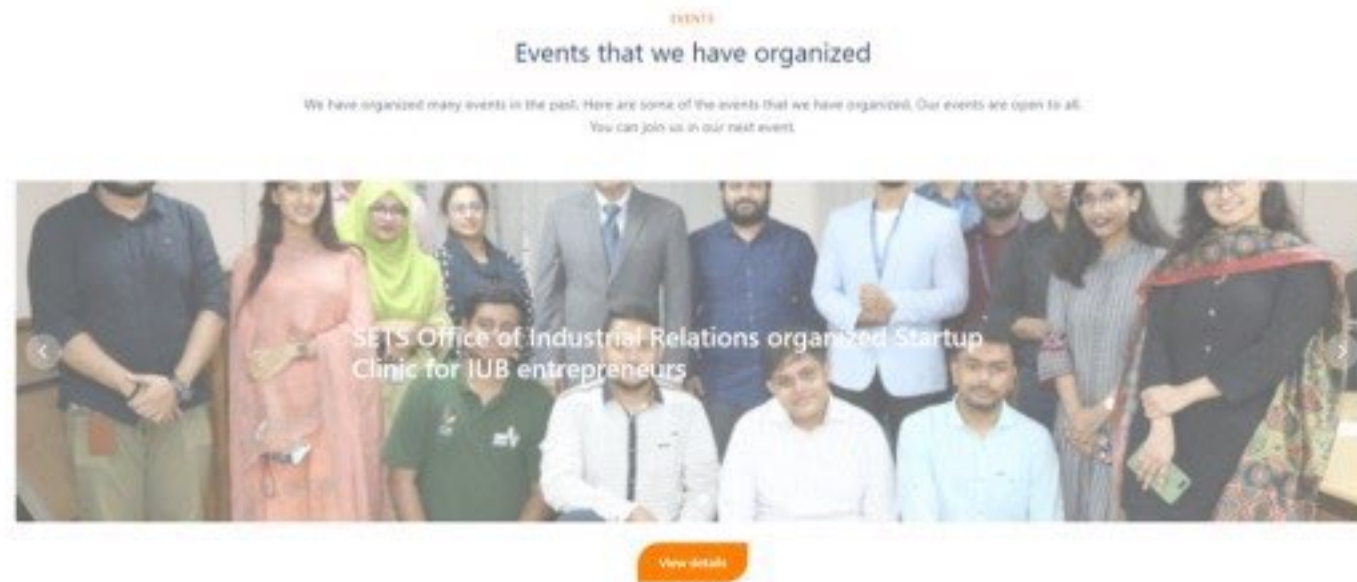 EVENTS
Events that we have organized
We have organized many events in the past. Here are some of the events that we have organized. Our events are open to all.
You can join us in our next event.
SETS Office of Industrial Relations organized Startup
Clinic for IUB entrepreneurs
View details